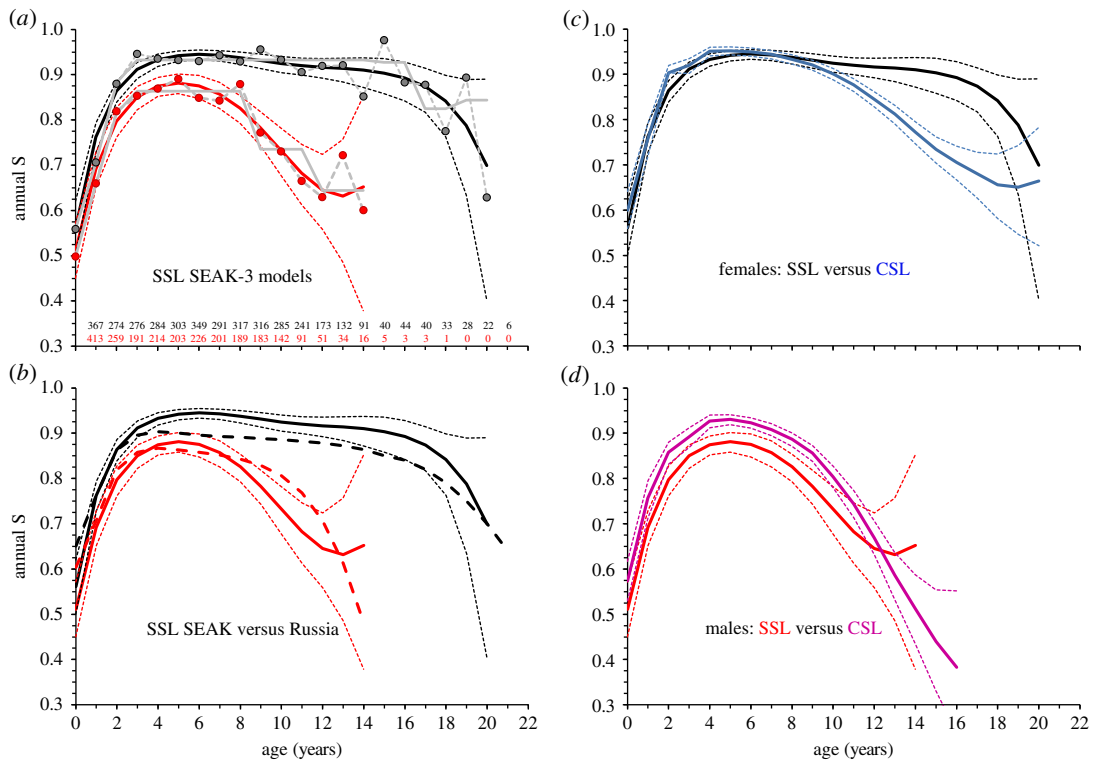 (a)
1.0
0.9
0.8
0.7
0.6
0.5
0.4
0.3
annual S
SSL SEAK-3 models
367 274 276 284 303 349 291 317 316 285 241 173 132 91 40 44 40 33 28 22 6
413 259 191 214 203 226 201 189 183 142 91 51 34 16 5 3 3 1 0 0 0
(c)
1.0
0.9
0.8
0.7
0.6
0.5
0.4
0.3
females: SSL versus CSL
(b)
1.0
0.9
0.8
0.7
0.6
0.5
0.4
0.3
annual S
SSL SEAK versus Russia
0 2 4 6 8 10 12 14 16 18 20 22
age (years)
(d)
1.0
0.9
0.8
0.7
0.6
0.5
0.4
0.3
males: SSL versus CSL
0 2 4 6 8 10 12 14 16 18 20 22
age (years)